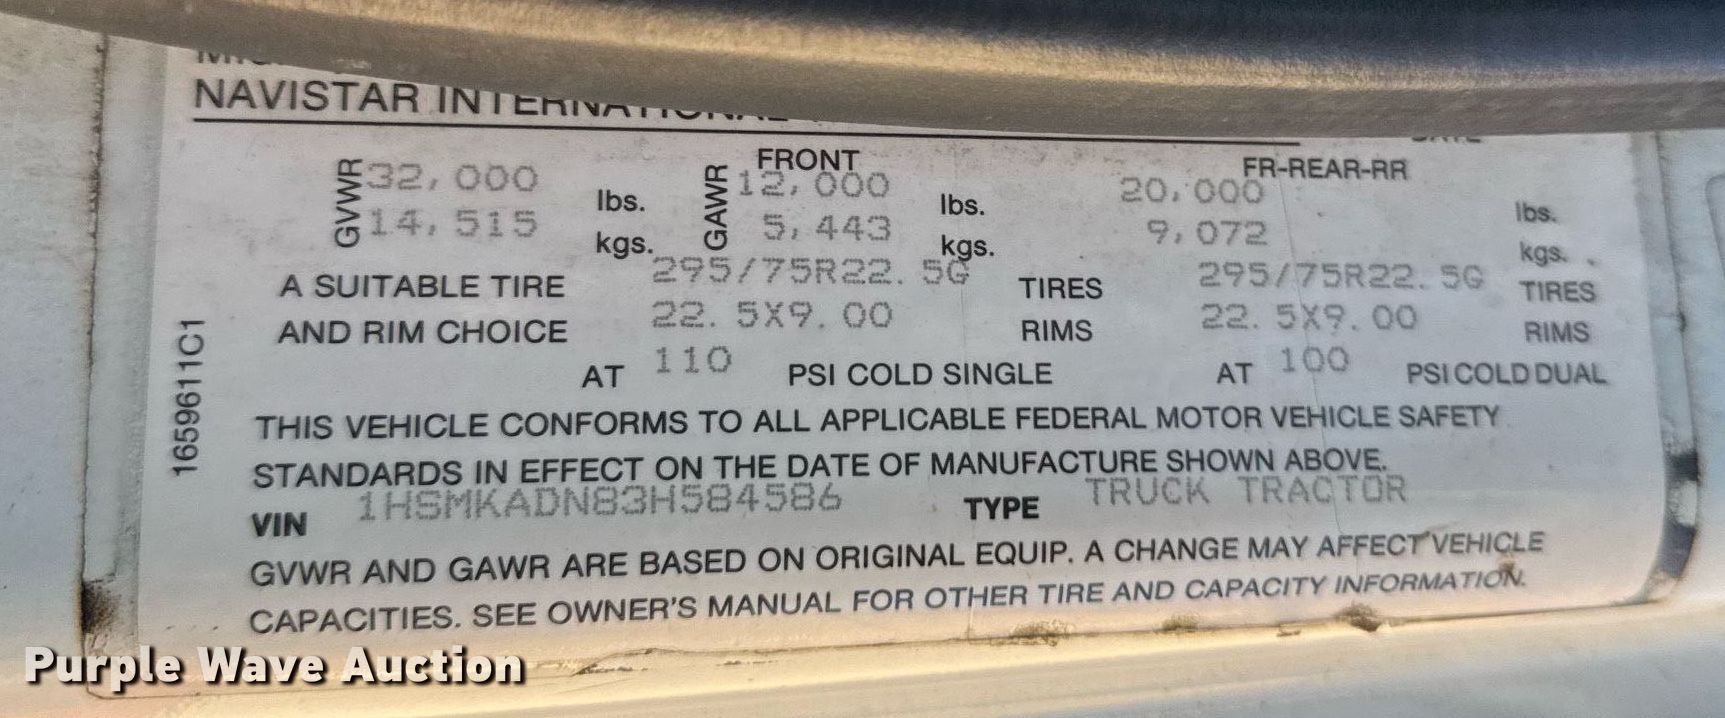 NAVISTAR INTERNATIONAL
FRONT FR-REAR-RR
GVWR 32,000 lbs. GAWR 12,000 lbs. 20,000 lbs.
14,515 kgs. 5,443 kgs. 9,072 kgs.
A SUITABLE TIRE 295/75R22.5G TIRES 295/75R22.5G TIRES
AND RIM CHOICE 22.5X9.00 RIMS 22.5X9.00 RIMS
AT 110 PSI COLD SINGLE AT 100 PSI COLD DUAL
THIS VEHICLE CONFORMS TO ALL APPLICABLE FEDERAL MOTOR VEHICLE SAFETY
STANDARDS IN EFFECT ON THE DATE OF MANUFACTURE SHOWN ABOVE.
VIN 1HSMKADN83H584586 TYPE TRUCK TRACTOR
GVWR AND GAWR ARE BASED ON ORIGINAL EQUIP. A CHANGE MAY AFFECT VEHICLE
CAPACITIES. SEE OWNER'S MANUAL FOR OTHER TIRE AND CAPACITY INFORMATION.
1659611C1
Purple Wave Auction